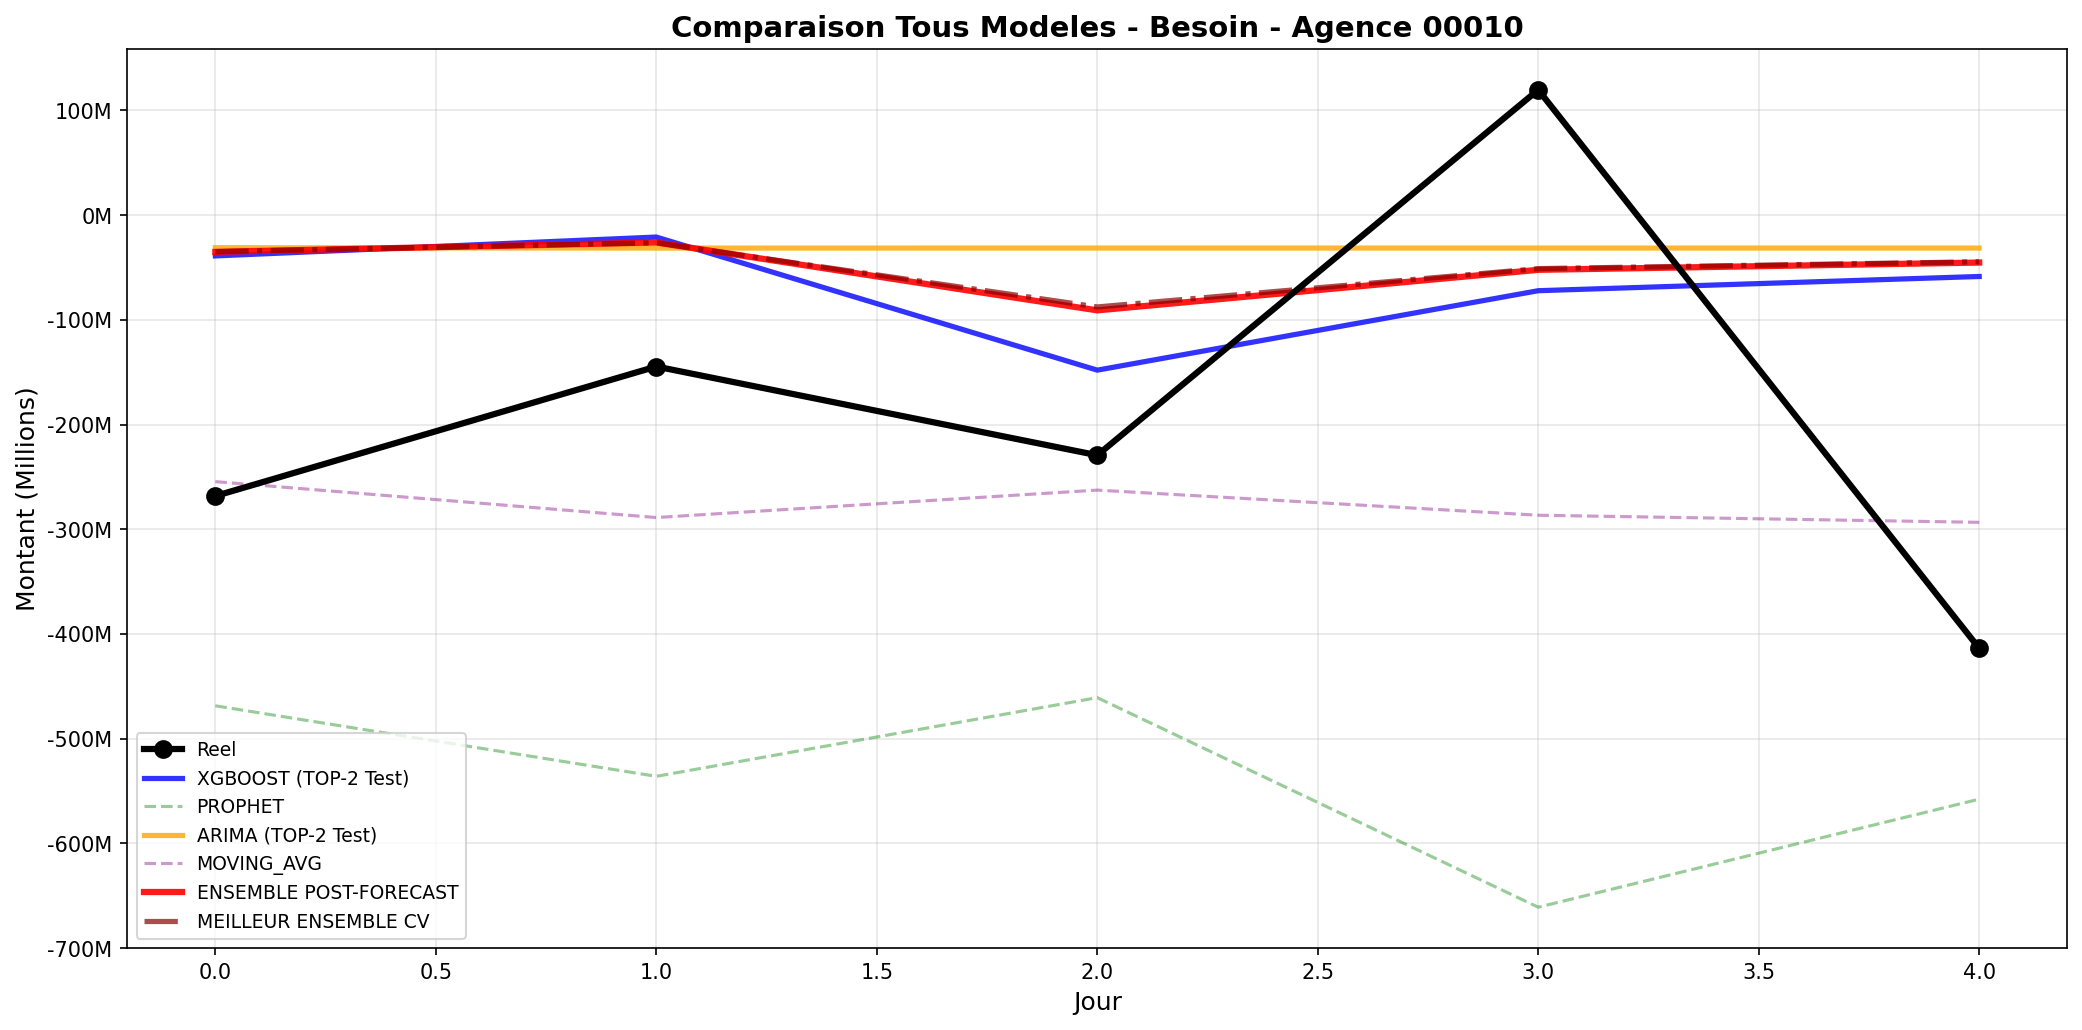 Comparaison Tous Modeles - Besoin - Agence 00010
Montant (Millions)
100M
0M
-100M
-200M
-300M
-400M
-500M
-600M
-700M
Reel
XGBOOST (TOP-2 Test)
PROPHET
ARIMA (TOP-2 Test)
MOVING_AVG
ENSEMBLE POST-FORECAST
MEILLEUR ENSEMBLE CV
0.0 0.5 1.0 1.5 2.0 2.5 3.0 3.5 4.0
Jour